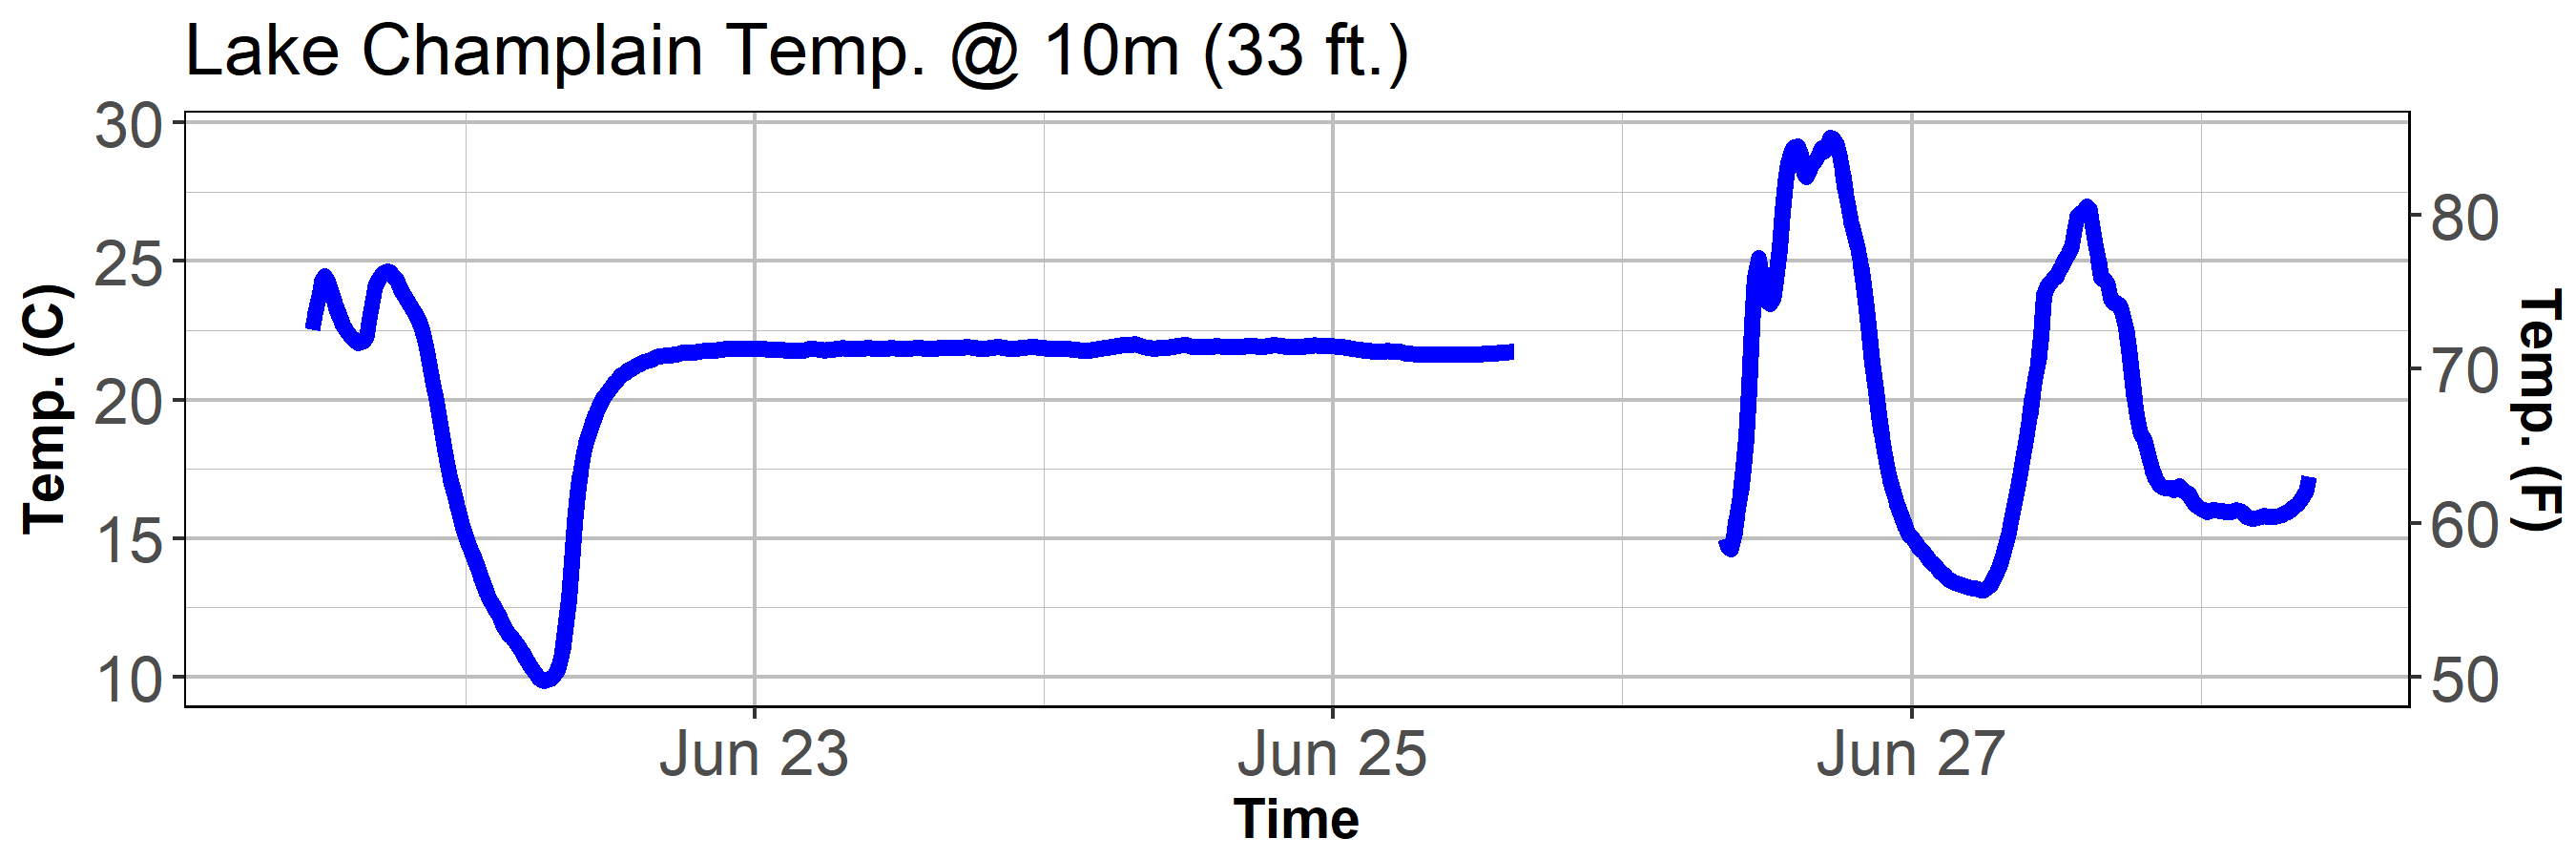 Lake Champlain Temp. @ 10m (33 ft.)
30
25
20
15
10
Temp. (C)
80
70
60
50
Temp. (F)
Jun 23
Jun 25
Jun 27
Time